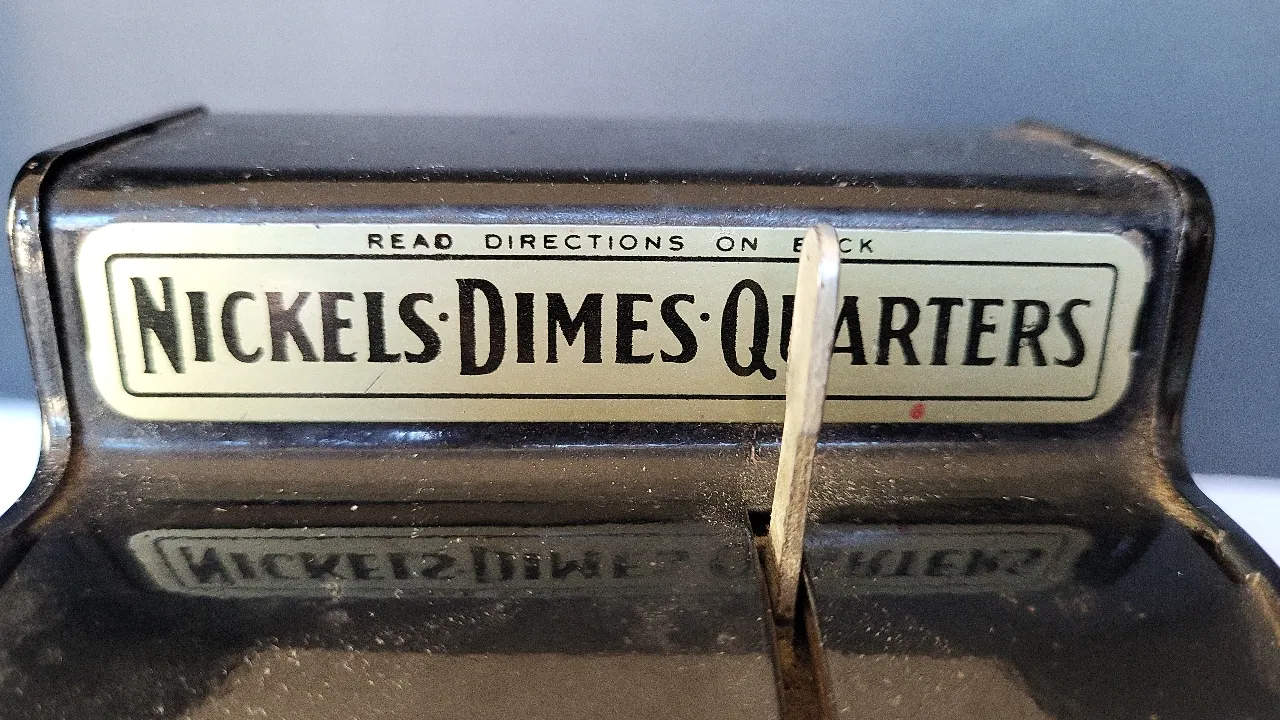 READ DIRECTIONS ON BACK
NICKELS·DIMES·QUARTERS